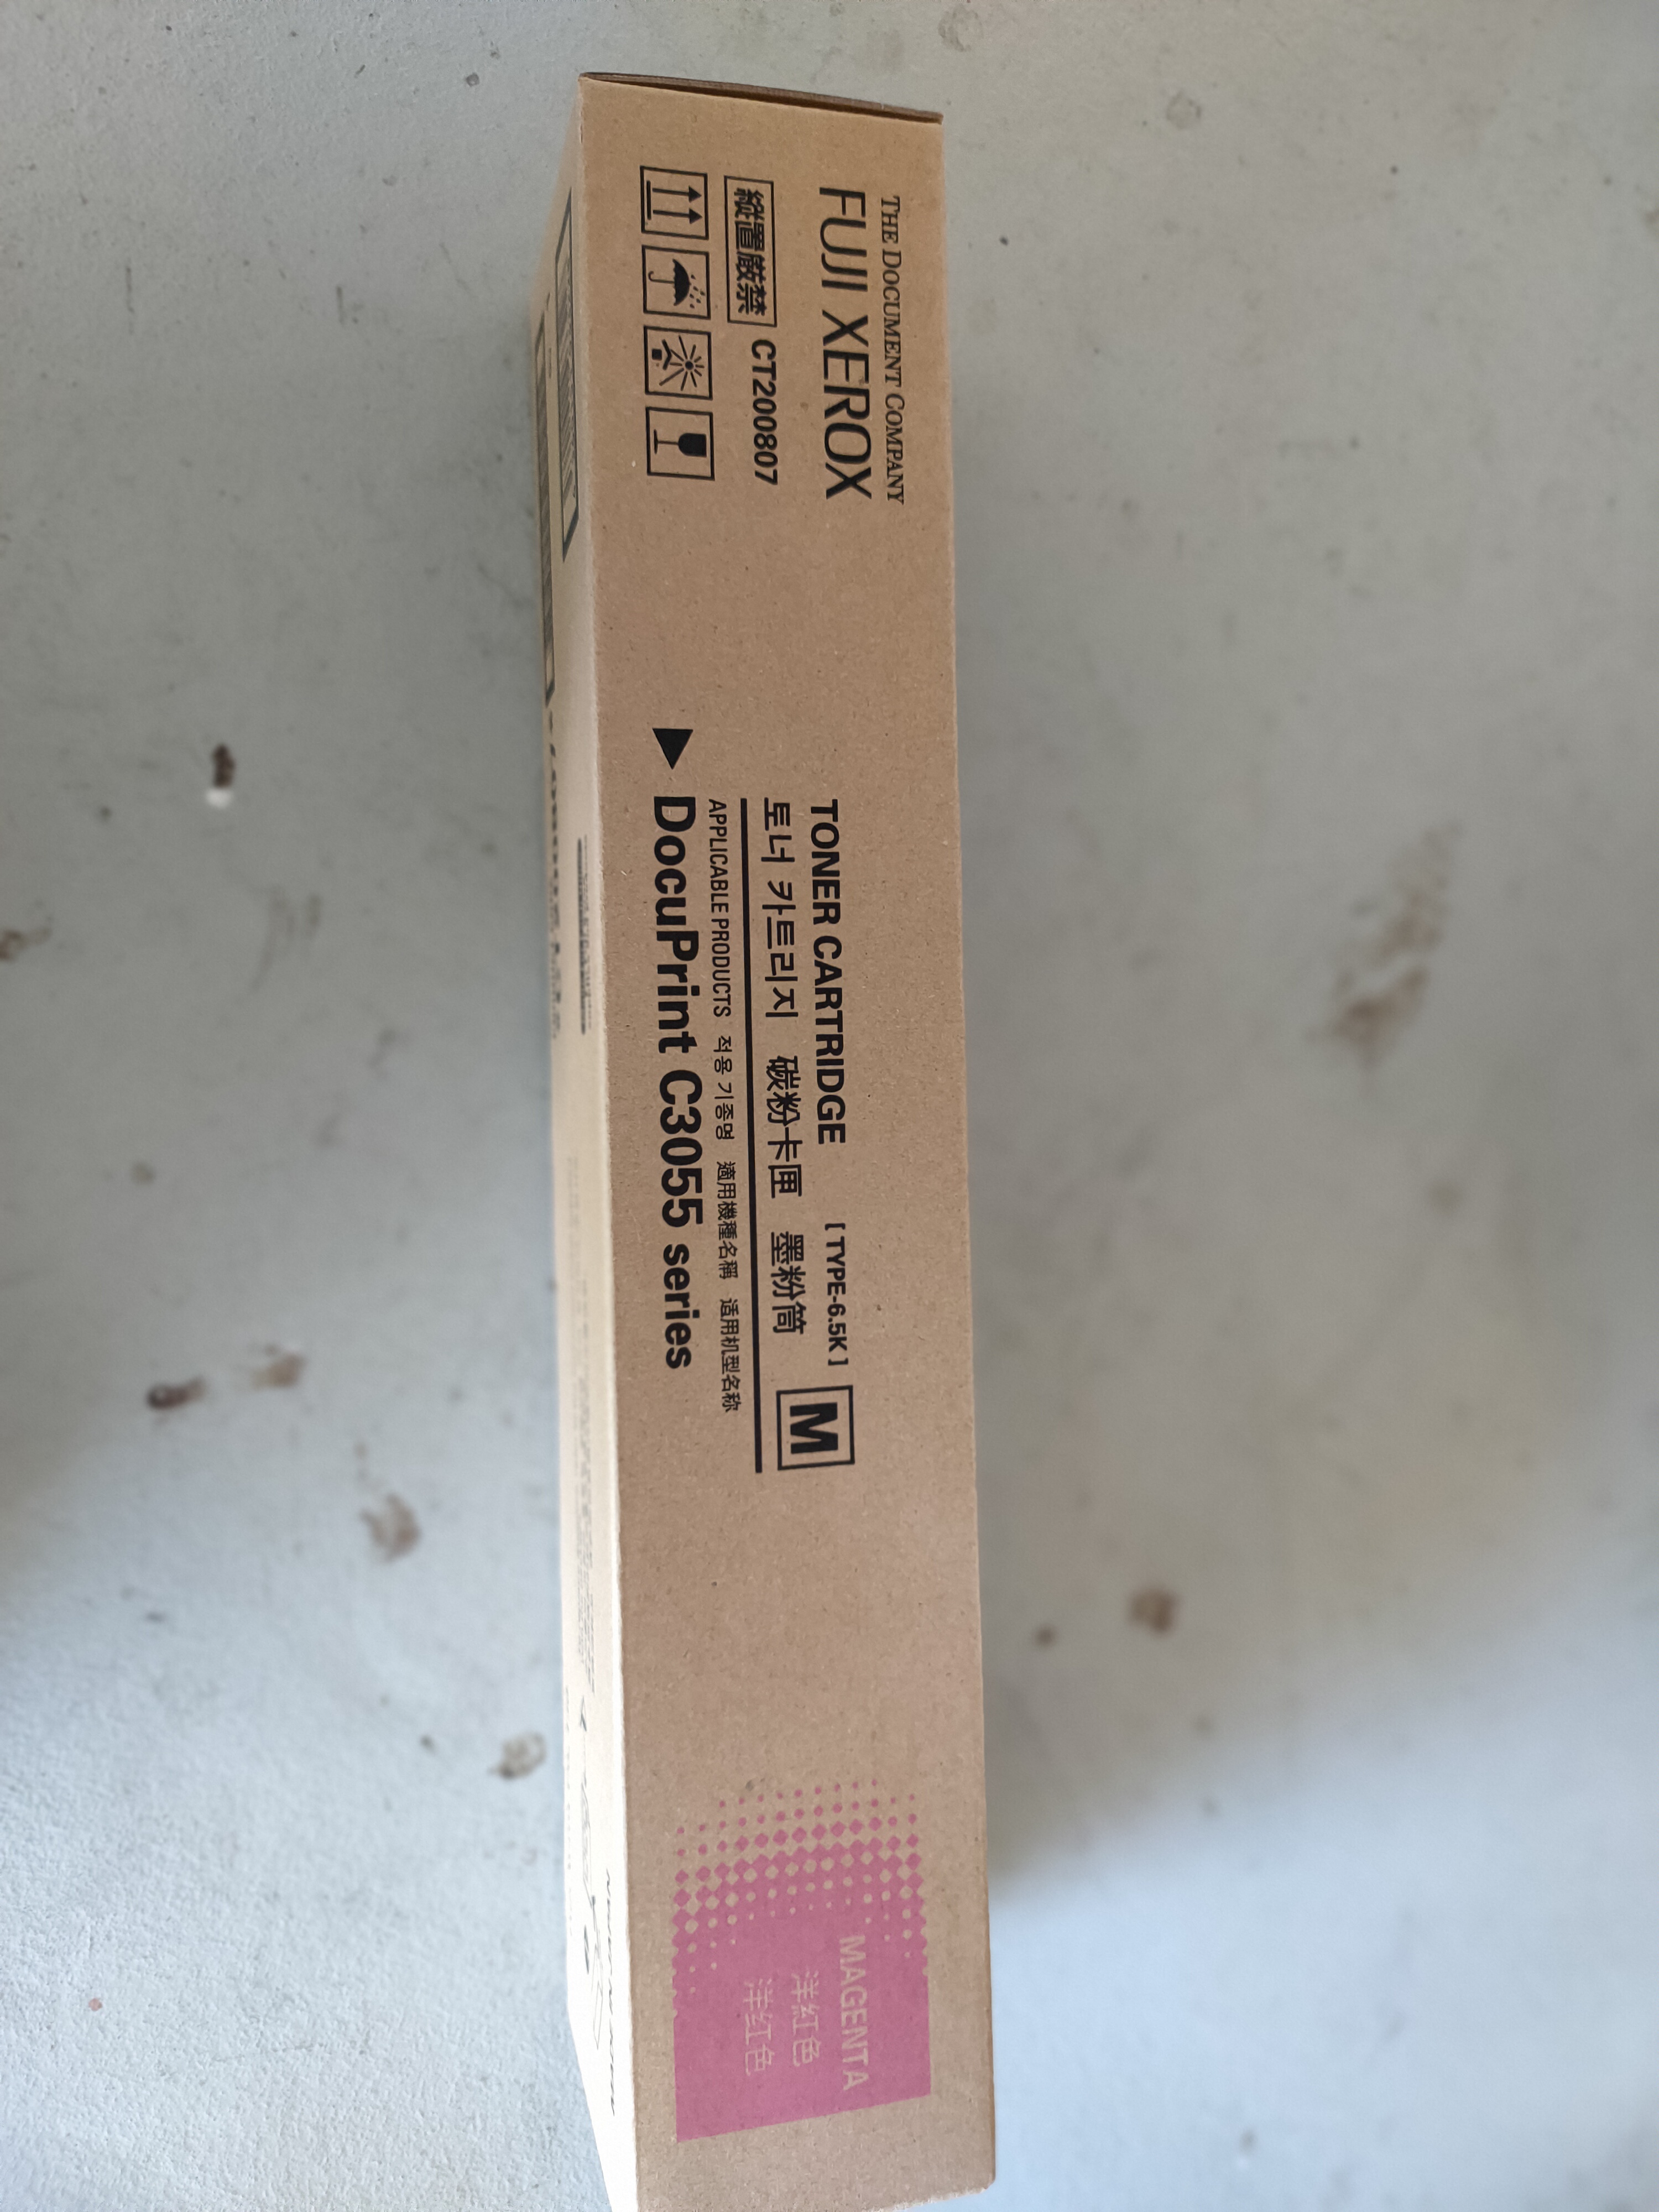 THE DOCUMENT COMPANY
FUJI XEROX
縦置厳禁 CT200807
TONER CARTRIDGE [TYPE-6.5K]
토너 카트리지 碳粉卡匣 墨粉筒 M
APPLICABLE PRODUCTS 적용 기종명 適用機種名稱 适用机型名称
DocuPrint C3055 series
MAGENTA
洋紅色
洋红色